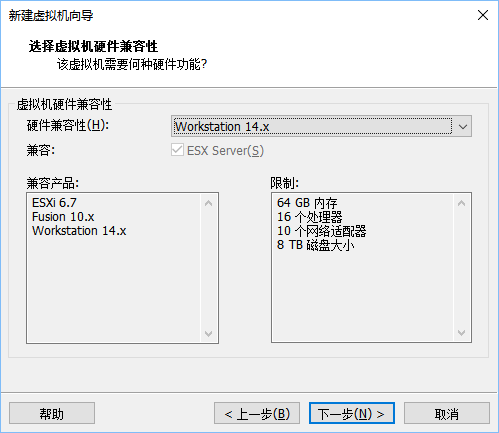 新建虚拟机向导
选择虚拟机硬件兼容性
该虚拟机需要何种硬件功能?
虚拟机硬件兼容性
硬件兼容性(H):
Workstation 14.x
兼容:
ESX Server(S)
兼容产品:
ESXi 6.7
Fusion 10.x
Workstation 14.x
限制:
64 GB 内存
16 个处理器
10 个网络适配器
8 TB 磁盘大小
帮助
< 上一步(B)
下一步(N) >
取消